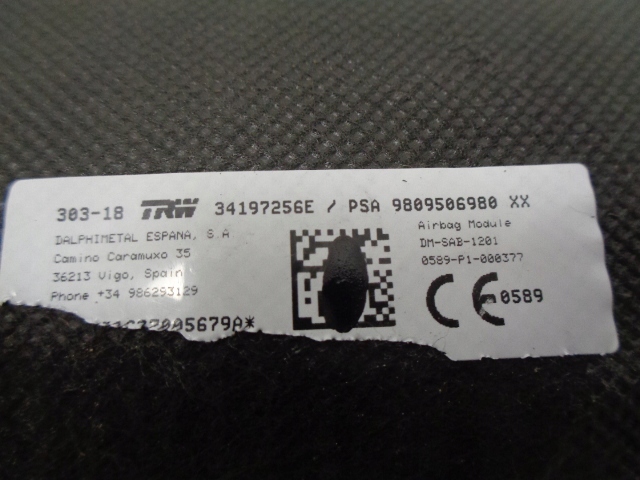 303-18 TRW 34197256E / PSA 9809506980 XX
DALPHIMETAL ESPANA, S.A
Camino Caramuxo 35
36213 Vigo, Spain
Phone +34 986293129
Airbag Module
DM-SAB-1201
0589-P1-000377
CE 0589